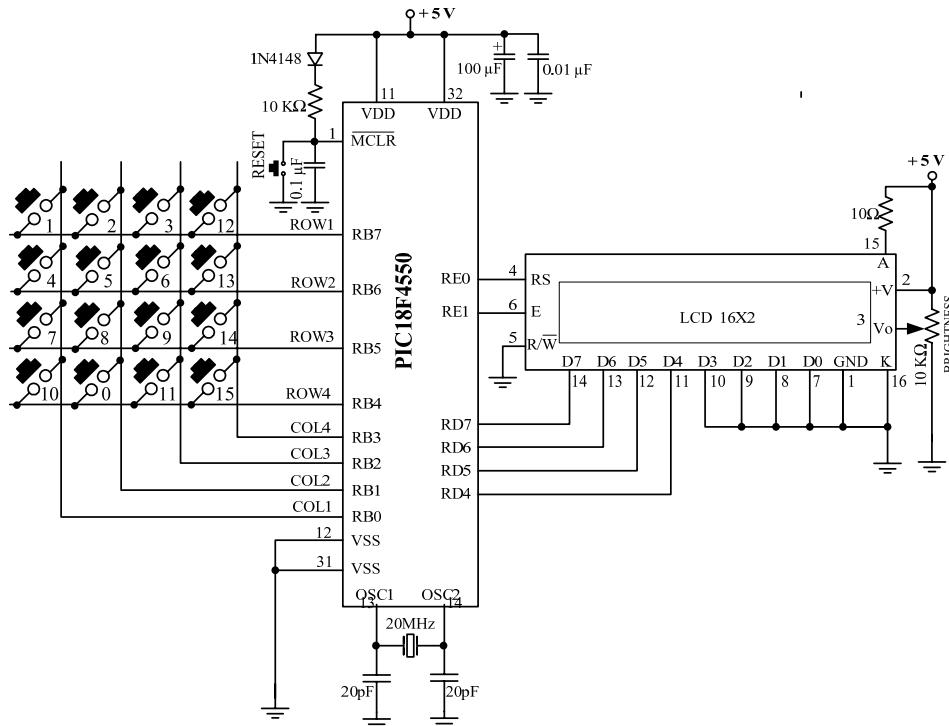 +5V
1N4148
10 KΩ
100 µF
+
0.01 µF
11
32
VDD
VDD
1
MCLR
RESET
0.1 µF
PIC18F4550
1
2
3
12
ROW1
RB7
4
5
6
13
ROW2
RB6
7
8
9
14
ROW3
RB5
10
0
11
15
ROW4
RB4
COL4
RB3
COL3
RB2
COL2
RB1
COL1
RB0
12
VSS
31
VSS
OSC1
OSC2
13
14
20MHz
20pF
20pF
RE0
RE1
RD7
RD6
RD5
RD4
+5V
10Ω
15
A
4
RS
6
E
5
R/W
LCD 16X2
2
+V
3
Vo
10 KΩ
BRIGHTNESS
D7
D6
D5
D4
D3
D2
D1
D0
GND
K
14
13
12
11
10
9
8
7
1
16